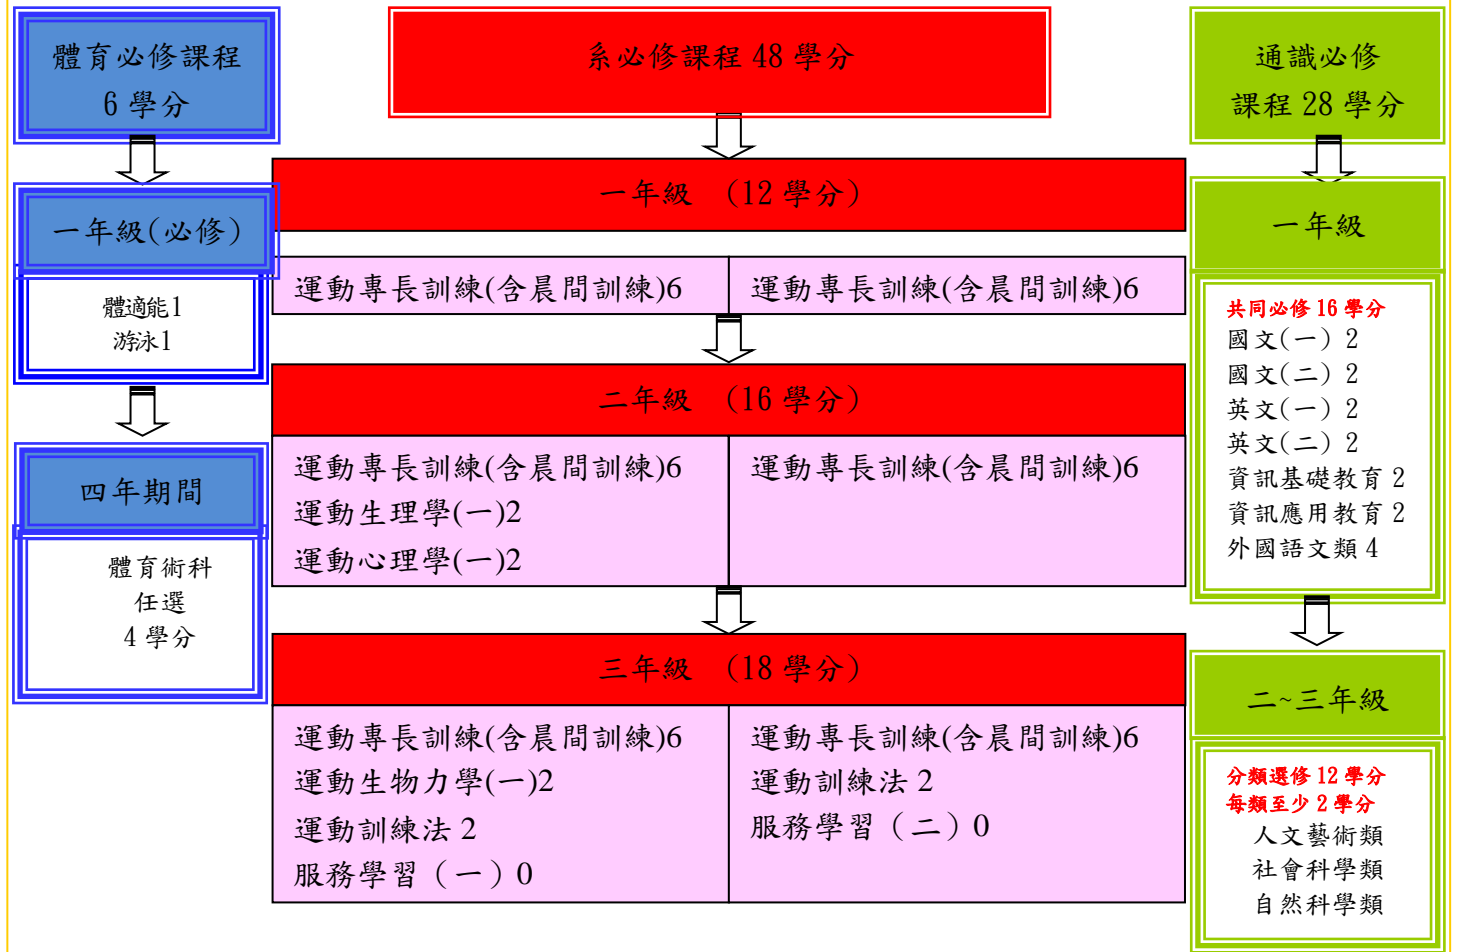 體育必修課程
6 學分
系必修課程 48 學分
通識必修
課程 28 學分
一年級(必修)
體適能1
游泳1
四年期間
體育術科
任選
4 學分
一年級 (12 學分)
運動專長訓練(含晨間訓練)6
運動專長訓練(含晨間訓練)6
二年級 (16 學分)
運動專長訓練(含晨間訓練)6
運動生理學(一)2
運動心理學(一)2
運動專長訓練(含晨間訓練)6
三年級 (18 學分)
運動專長訓練(含晨間訓練)6
運動生物力學(一)2
運動訓練法 2
服務學習（一）0
運動專長訓練(含晨間訓練)6
運動訓練法 2
服務學習（二）0
一年級
共同必修 16 學分
國文(一) 2
國文(二) 2
英文(一) 2
英文(二) 2
資訊基礎教育 2
資訊應用教育 2
外國語文類 4
二~三年級
分類選修 12 學分
每類至少 2 學分
人文藝術類
社會科學類
自然科學類